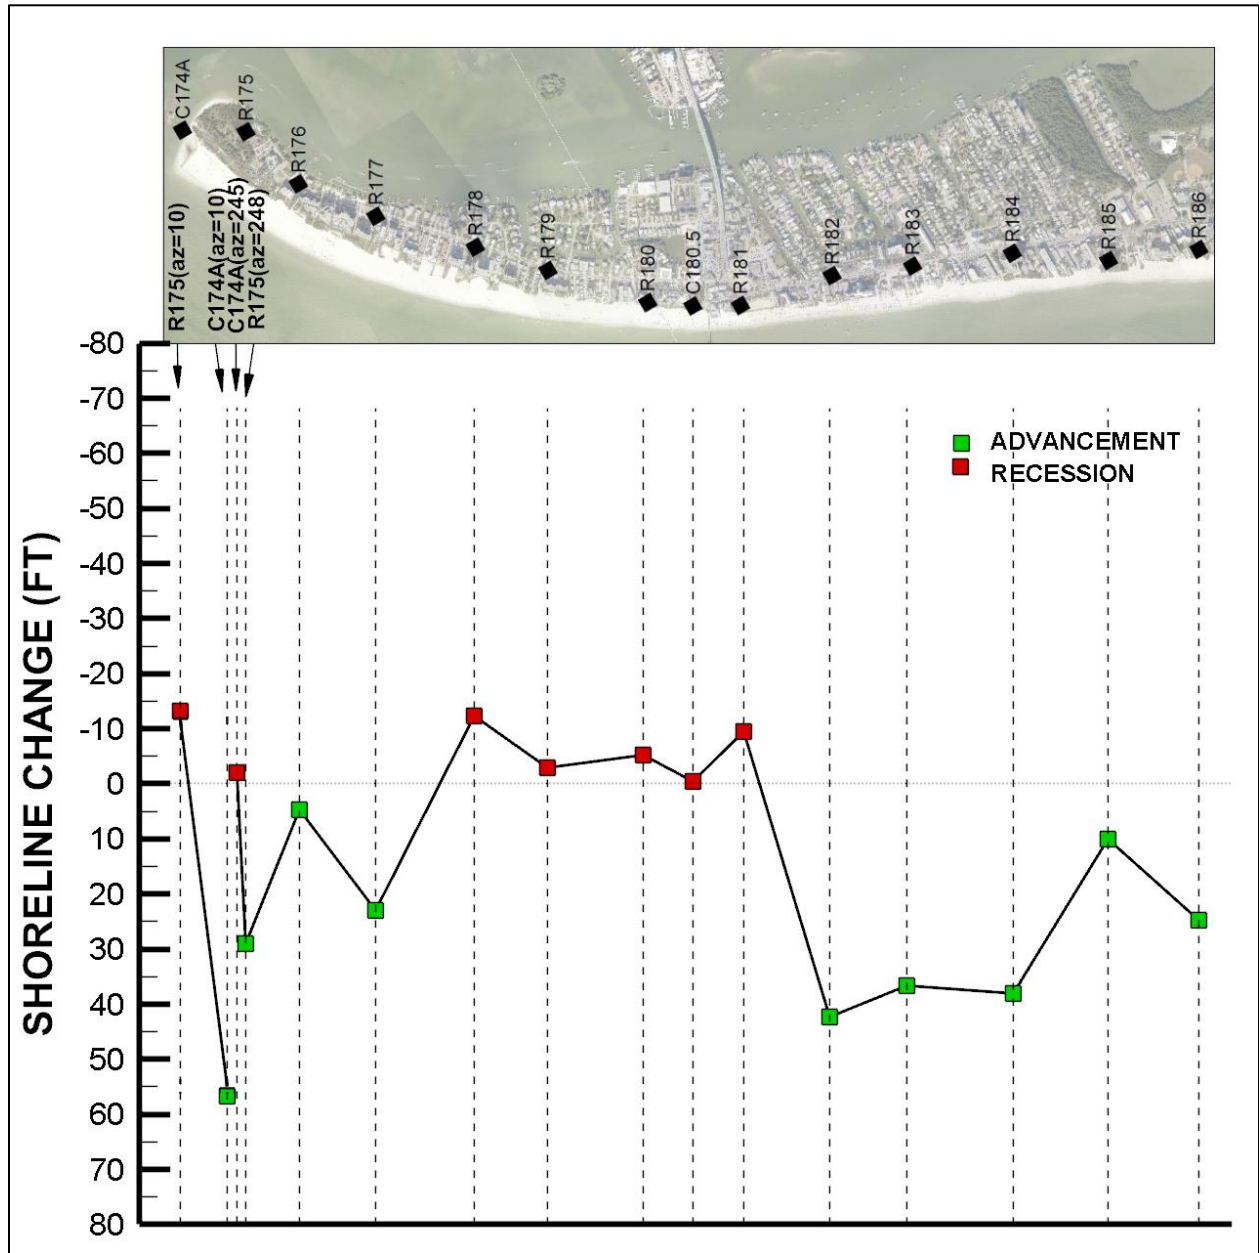 C174A
R175
R176
R177
R178
R179
R180
C180.5
R181
R182
R183
R184
R185
R186
R175(az=10)
C174A(az=10)
C174A(az=245)
R175(az=248)
-80
-70
-60
-50
-40
-30
-20
-10
0
10
20
30
40
50
60
70
80
SHORELINE CHANGE (FT)
ADVANCEMENT
RECESSION